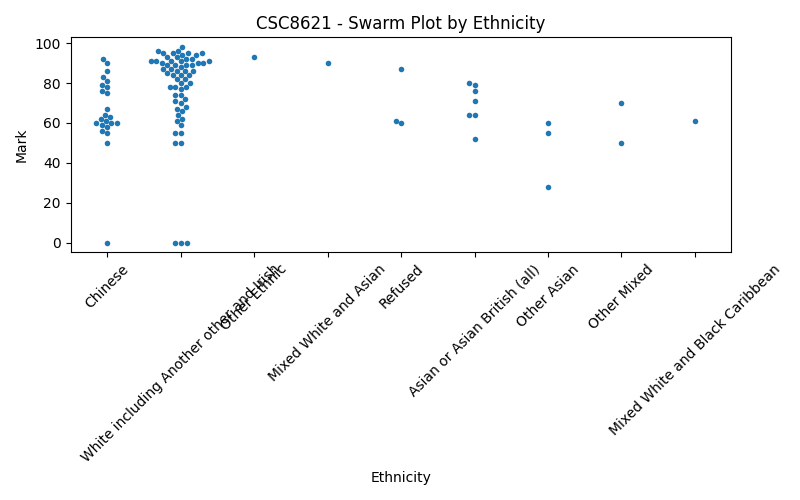 CSC8621 - Swarm Plot by Ethnicity
Mark
100
80
60
40
20
0
Chinese
White including Another other and Irish
Other Ethnic
Mixed White and Asian
Refused
Asian or Asian British (all)
Other Asian
Other Mixed
Mixed White and Black Caribbean
Ethnicity